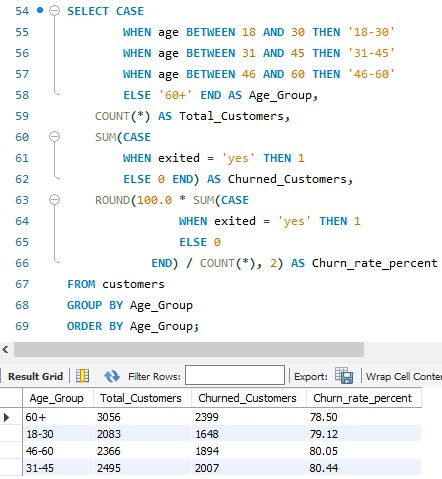 54 SELECT CASE
55 WHEN age BETWEEN 18 AND 30 THEN '18-30'
56 WHEN age BETWEEN 31 AND 45 THEN '31-45'
57 WHEN age BETWEEN 46 AND 60 THEN '46-60'
58 ELSE '60+' END AS Age_Group,
59 COUNT(*) AS Total_Customers,
60 SUM(CASE
61 WHEN exited = 'yes' THEN 1
62 ELSE 0 END) AS Churned_Customers,
63 ROUND(100.0 * SUM(CASE
64 WHEN exited = 'yes' THEN 1
65 ELSE 0
66 END) / COUNT(*), 2) AS Churn_rate_percent
67 FROM customers
68 GROUP BY Age_Group
69 ORDER BY Age_Group;
Result Grid Filter Rows: Export: Wrap Cell Conte
Age_Group Total_Customers Churned_Customers Churn_rate_percent
60+ 3056 2399 78.50
18-30 2083 1648 79.12
46-60 2366 1894 80.05
31-45 2495 2007 80.44